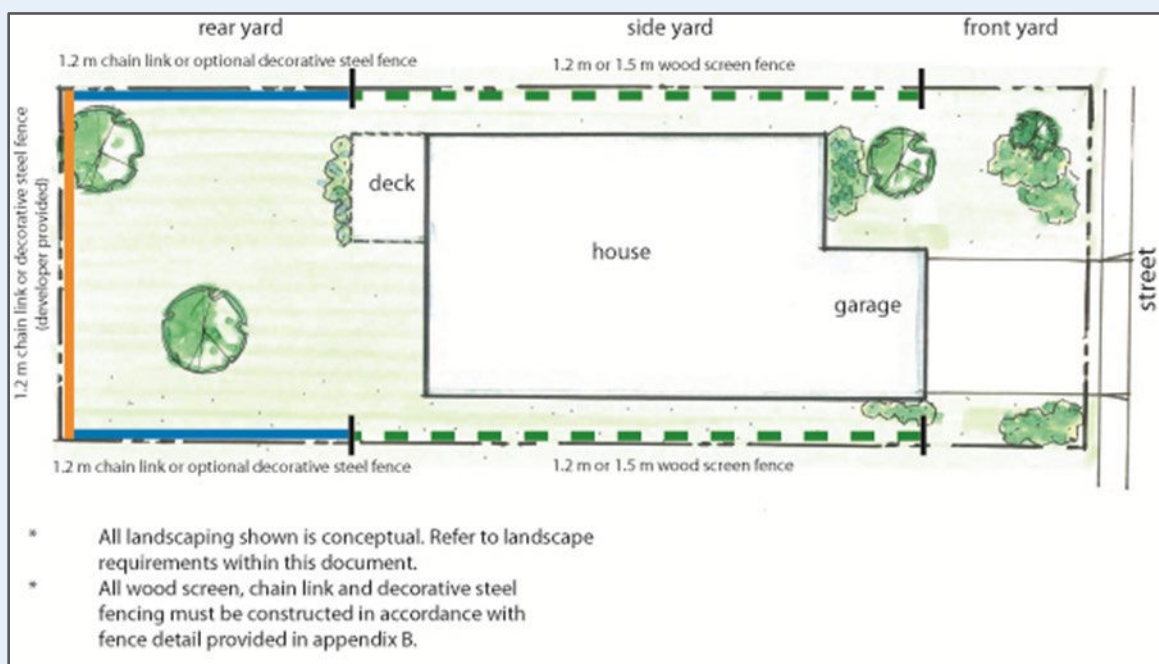 rear yard
side yard
front yard
1.2 m chain link or optional decorative steel fence
1.2 m or 1.5 m wood screen fence
1.2 m chain link or decorative steel fence
(developer provided)
deck
house
garage
street
1.2 m chain link or optional decorative steel fence
1.2 m or 1.5 m wood screen fence
* All landscaping shown is conceptual. Refer to landscape
requirements within this document.
* All wood screen, chain link and decorative steel
fencing must be constructed in accordance with
fence detail provided in appendix B.